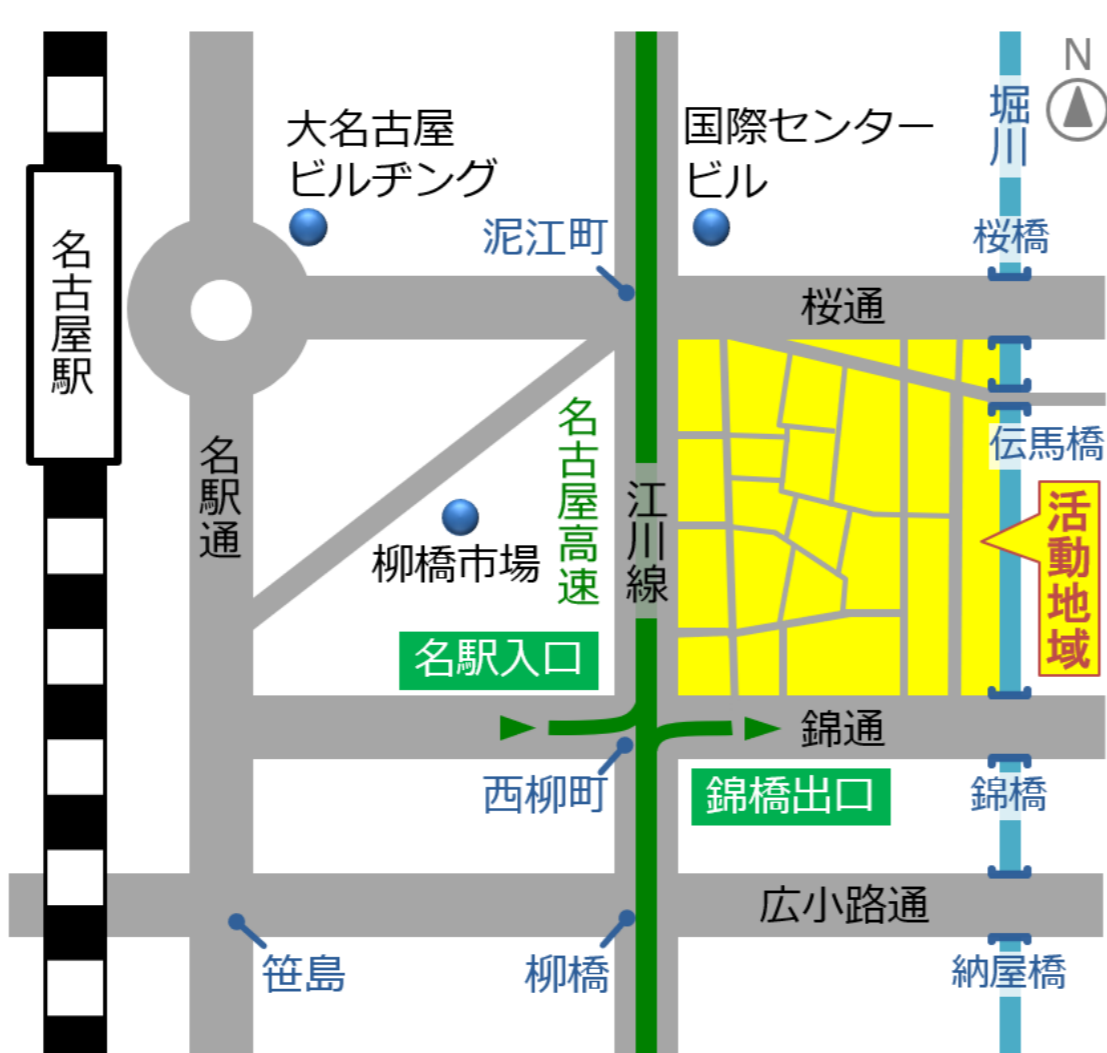 N
大名古屋
ビルヂング
国際センター
ビル
堀川
泥江町
桜橋
名古屋駅
桜通
名古屋高速
伝馬橋
名駅通
江川線
活動地域
柳橋市場
名駅入口
錦通
西柳町
錦橋出口
錦橋
広小路通
笹島
柳橋
納屋橋